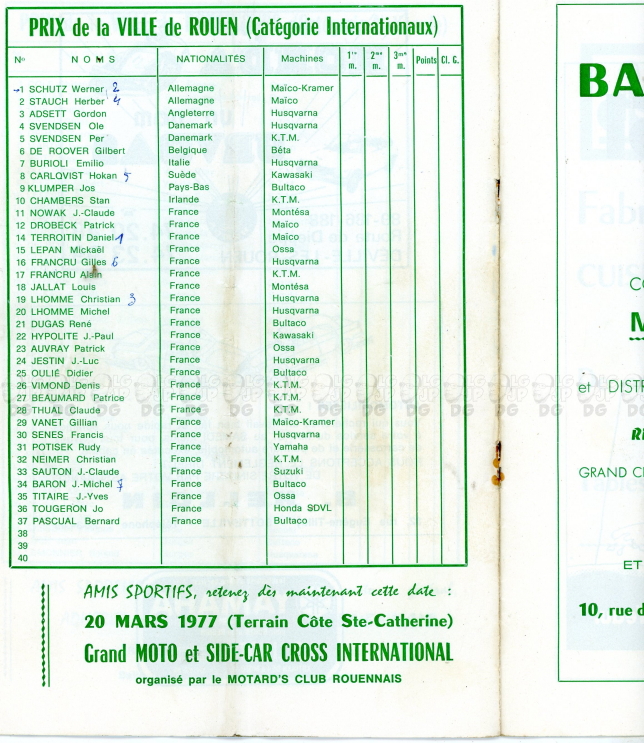 PRIX de la VILLE de ROUEN (Catégorie Internationaux)
No NOMS NATIONALITÉS Machines 1re m. 2me m. 3me m. Points Cl. G.
1 SCHUTZ Werner 2 Allemagne Maïco-Kramer
2 STAUCH Herber 4 Allemagne Maïco
3 ADSETT Gordon Angleterre Husqvarna
4 SVENDSEN Ole Danemark Husqvarna
5 SVENDSEN Per Danemark K.T.M.
6 DE ROOVER Gilbert Belgique Béta
7 BURIOLI Emilio Italie Husqvarna
8 CARLQVIST Hokan 5 Suède Kawasaki
9 KLUMPER Jos Pays-Bas Bultaco
10 CHAMBERS Stan Irlande K.T.M.
11 NOWAK J.-Claude France Montésa
12 DROBECK Patrick France Maïco
14 TERROITIN Daniel 1 France Maïco
15 LEPAN Mickaël France Ossa
16 FRANCRU Gilles 6 France Husqvarna
17 FRANCRU Alain France K.T.M.
18 JALLAT Louis France Montésa
19 LHOMME Christian 3 France Husqvarna
20 LHOMME Michel France Husqvarna
21 DUGAS René France Bultaco
22 HYPOLITE J.-Paul France Kawasaki
23 AUVRAY Patrick France Ossa
24 JESTIN J.-Luc France Husqvarna
25 OULIÉ Didier France Bultaco
26 VIMOND Denis France K.T.M.
27 BEAUMARD Patrice France K.T.M.
28 THUAL Claude France K.T.M.
29 VANET Gillian France Maïco-Kramer
30 SENES Francis France Husqvarna
31 POTISEK Rudy France Yamaha
32 NEIMER Christian France K.T.M.
33 SAUTON J.-Claude France Suzuki
34 BARON J.-Michel 7 France Bultaco
35 TITAIRE J.-Yves France Ossa
36 TOUGERON Jo France Honda SDVL
37 PASCUAL Bernard France Bultaco
38
39
40
AMIS SPORTIFS, retenez dès maintenant cette date :
20 MARS 1977 (Terrain Côte Ste-Catherine)
Grand MOTO et SIDE-CAR CROSS INTERNATIONAL
organisé par le MOTARD'S CLUB ROUENNAIS
BA
CO
M
et DISTR
RE
GRAND C
ET
10, rue d